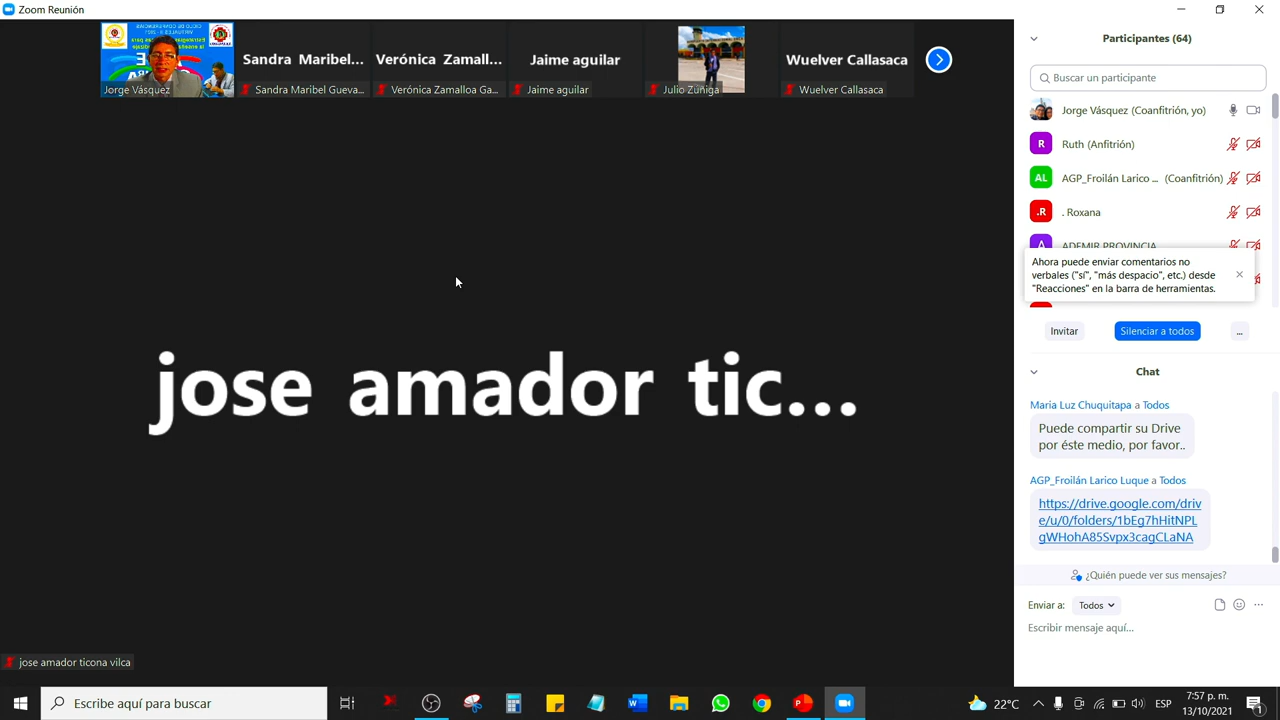 Zoom Reunión
Jorge Vásquez
Sandra Maribel...
Sandra Maribel Gueva...
Verónica Zamall...
Verónica Zamalloa Ga...
Jaime aguilar
Jaime aguilar
Julio Zúñiga
Wuelver Callasaca
Wuelver Callasaca
jose amador tic...
jose amador ticona vilca
Participantes (64)
Buscar un participante
Jorge Vásquez (Coanfitrión, yo)
R
Ruth (Anfitrión)
AL
AGP_Froilán Larico ... (Coanfitrión)
.R
. Roxana
A
ADEMIR PROVINCIA
Ahora puede enviar comentarios no
verbales ("sí", "más despacio", etc.) desde
"Reacciones" en la barra de herramientas.
Invitar
Silenciar a todos
...
Chat
Maria Luz Chuquitapa a Todos
Puede compartir su Drive
por éste medio, por favor..
AGP_Froilán Larico Luque a Todos
https://drive.google.com/driv
e/u/0/folders/1bEg7hHitNPL
gWHohA85Svpx3cagCLaNA
¿Quién puede ver sus mensajes?
Enviar a:
Todos
Escribir mensaje aquí...
Escribe aquí para buscar
22°C
ESP
7:57 p. m.
13/10/2021
1